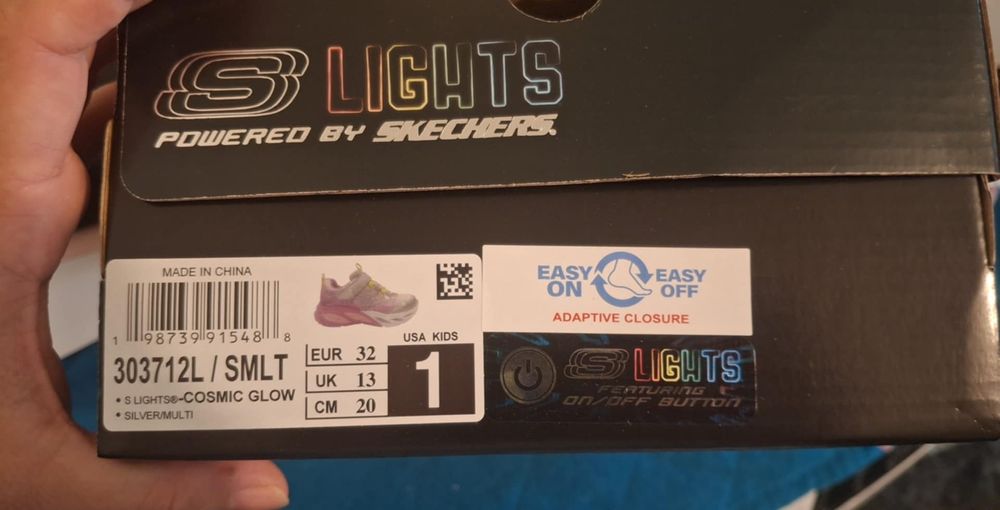 S LIGHTS
POWERED BY SKECHERS.
MADE IN CHINA
1 98739 91548 8
303712L / SMLT
• S LIGHTS®-COSMIC GLOW
• SILVER/MULTI
USA KIDS
EUR 32
UK 13
CM 20
1
EASY ON EASY OFF
ADAPTIVE CLOSURE
S LIGHTS
FEATURING
ON/OFF BUTTON